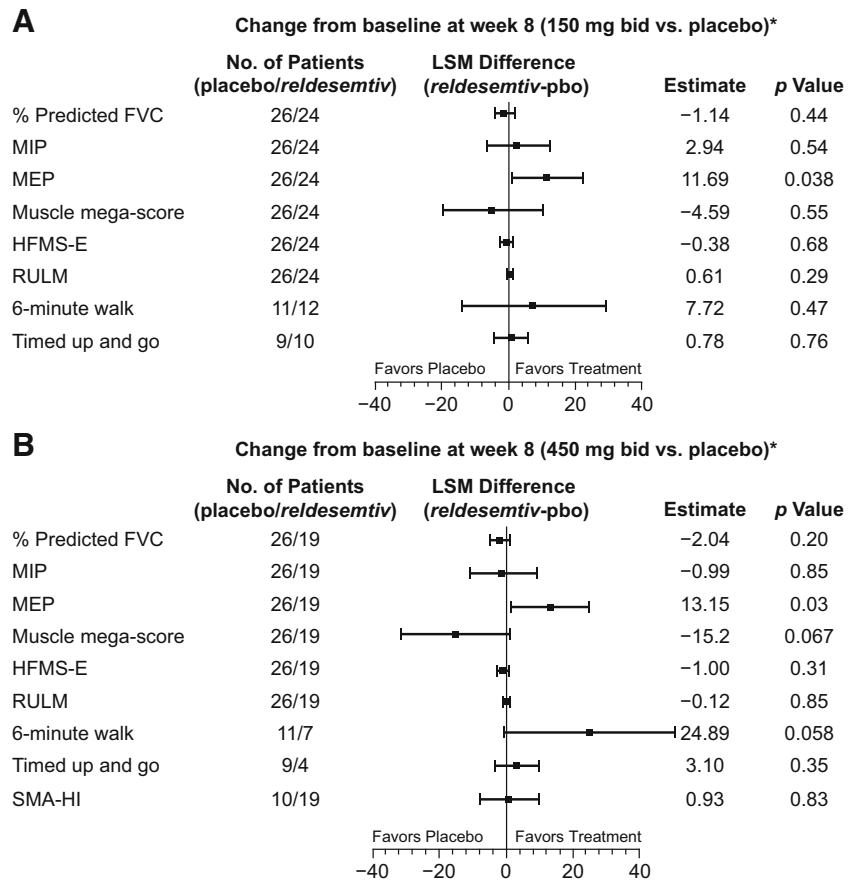 A
Change from baseline at week 8 (150 mg bid vs. placebo)*
No. of Patients LSM Difference
(placebo/reldesemtiv) (reldesemtiv-pbo) Estimate p Value
% Predicted FVC 26/24 −1.14 0.44
MIP 26/24 2.94 0.54
MEP 26/24 11.69 0.038
Muscle mega-score 26/24 −4.59 0.55
HFMS-E 26/24 −0.38 0.68
RULM 26/24 0.61 0.29
6-minute walk 11/12 7.72 0.47
Timed up and go 9/10 0.78 0.76
Favors Placebo Favors Treatment
−40 −20 0 20 40
B
Change from baseline at week 8 (450 mg bid vs. placebo)*
No. of Patients LSM Difference
(placebo/reldesemtiv) (reldesemtiv-pbo) Estimate p Value
% Predicted FVC 26/19 −2.04 0.20
MIP 26/19 −0.99 0.85
MEP 26/19 13.15 0.03
Muscle mega-score 26/19 −15.2 0.067
HFMS-E 26/19 −1.00 0.31
RULM 26/19 −0.12 0.85
6-minute walk 11/7 24.89 0.058
Timed up and go 9/4 3.10 0.35
SMA-HI 10/19 0.93 0.83
Favors Placebo Favors Treatment
−40 −20 0 20 40